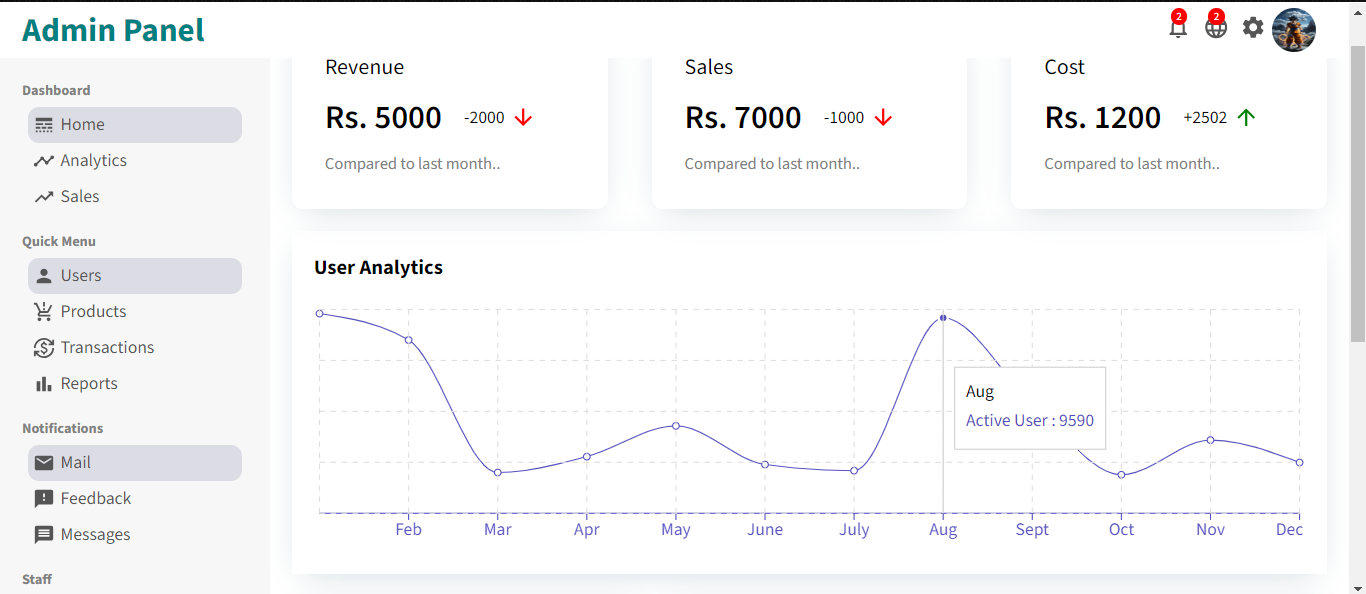 Admin Panel
2
2
Dashboard
Home
Analytics
Sales
Quick Menu
Users
Products
Transactions
Reports
Notifications
Mail
Feedback
Messages
Staff
Revenue
Rs. 5000 -2000
Compared to last month..
Sales
Rs. 7000 -1000
Compared to last month..
Cost
Rs. 1200 +2502
Compared to last month..
User Analytics
Aug
Active User : 9590
Feb Mar Apr May June July Aug Sept Oct Nov Dec